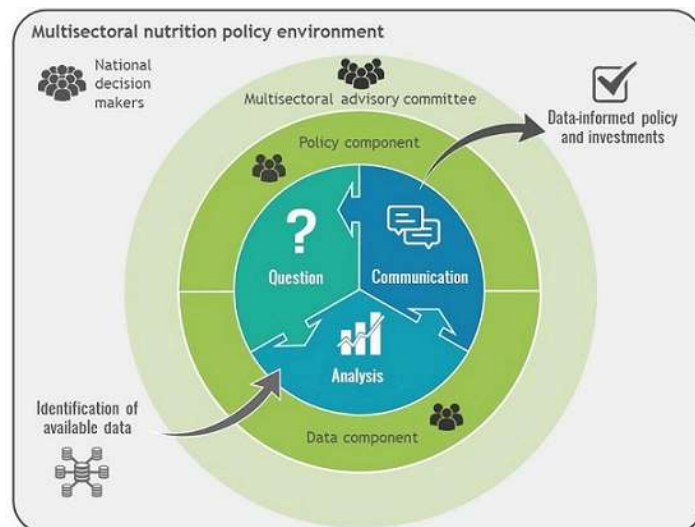 Multisectoral nutrition policy environment
National
decision
makers
Multisectoral advisory committee
Data-informed policy
and investments
Policy component
?
Question
Communication
Analysis
Identification of
available data
Data component